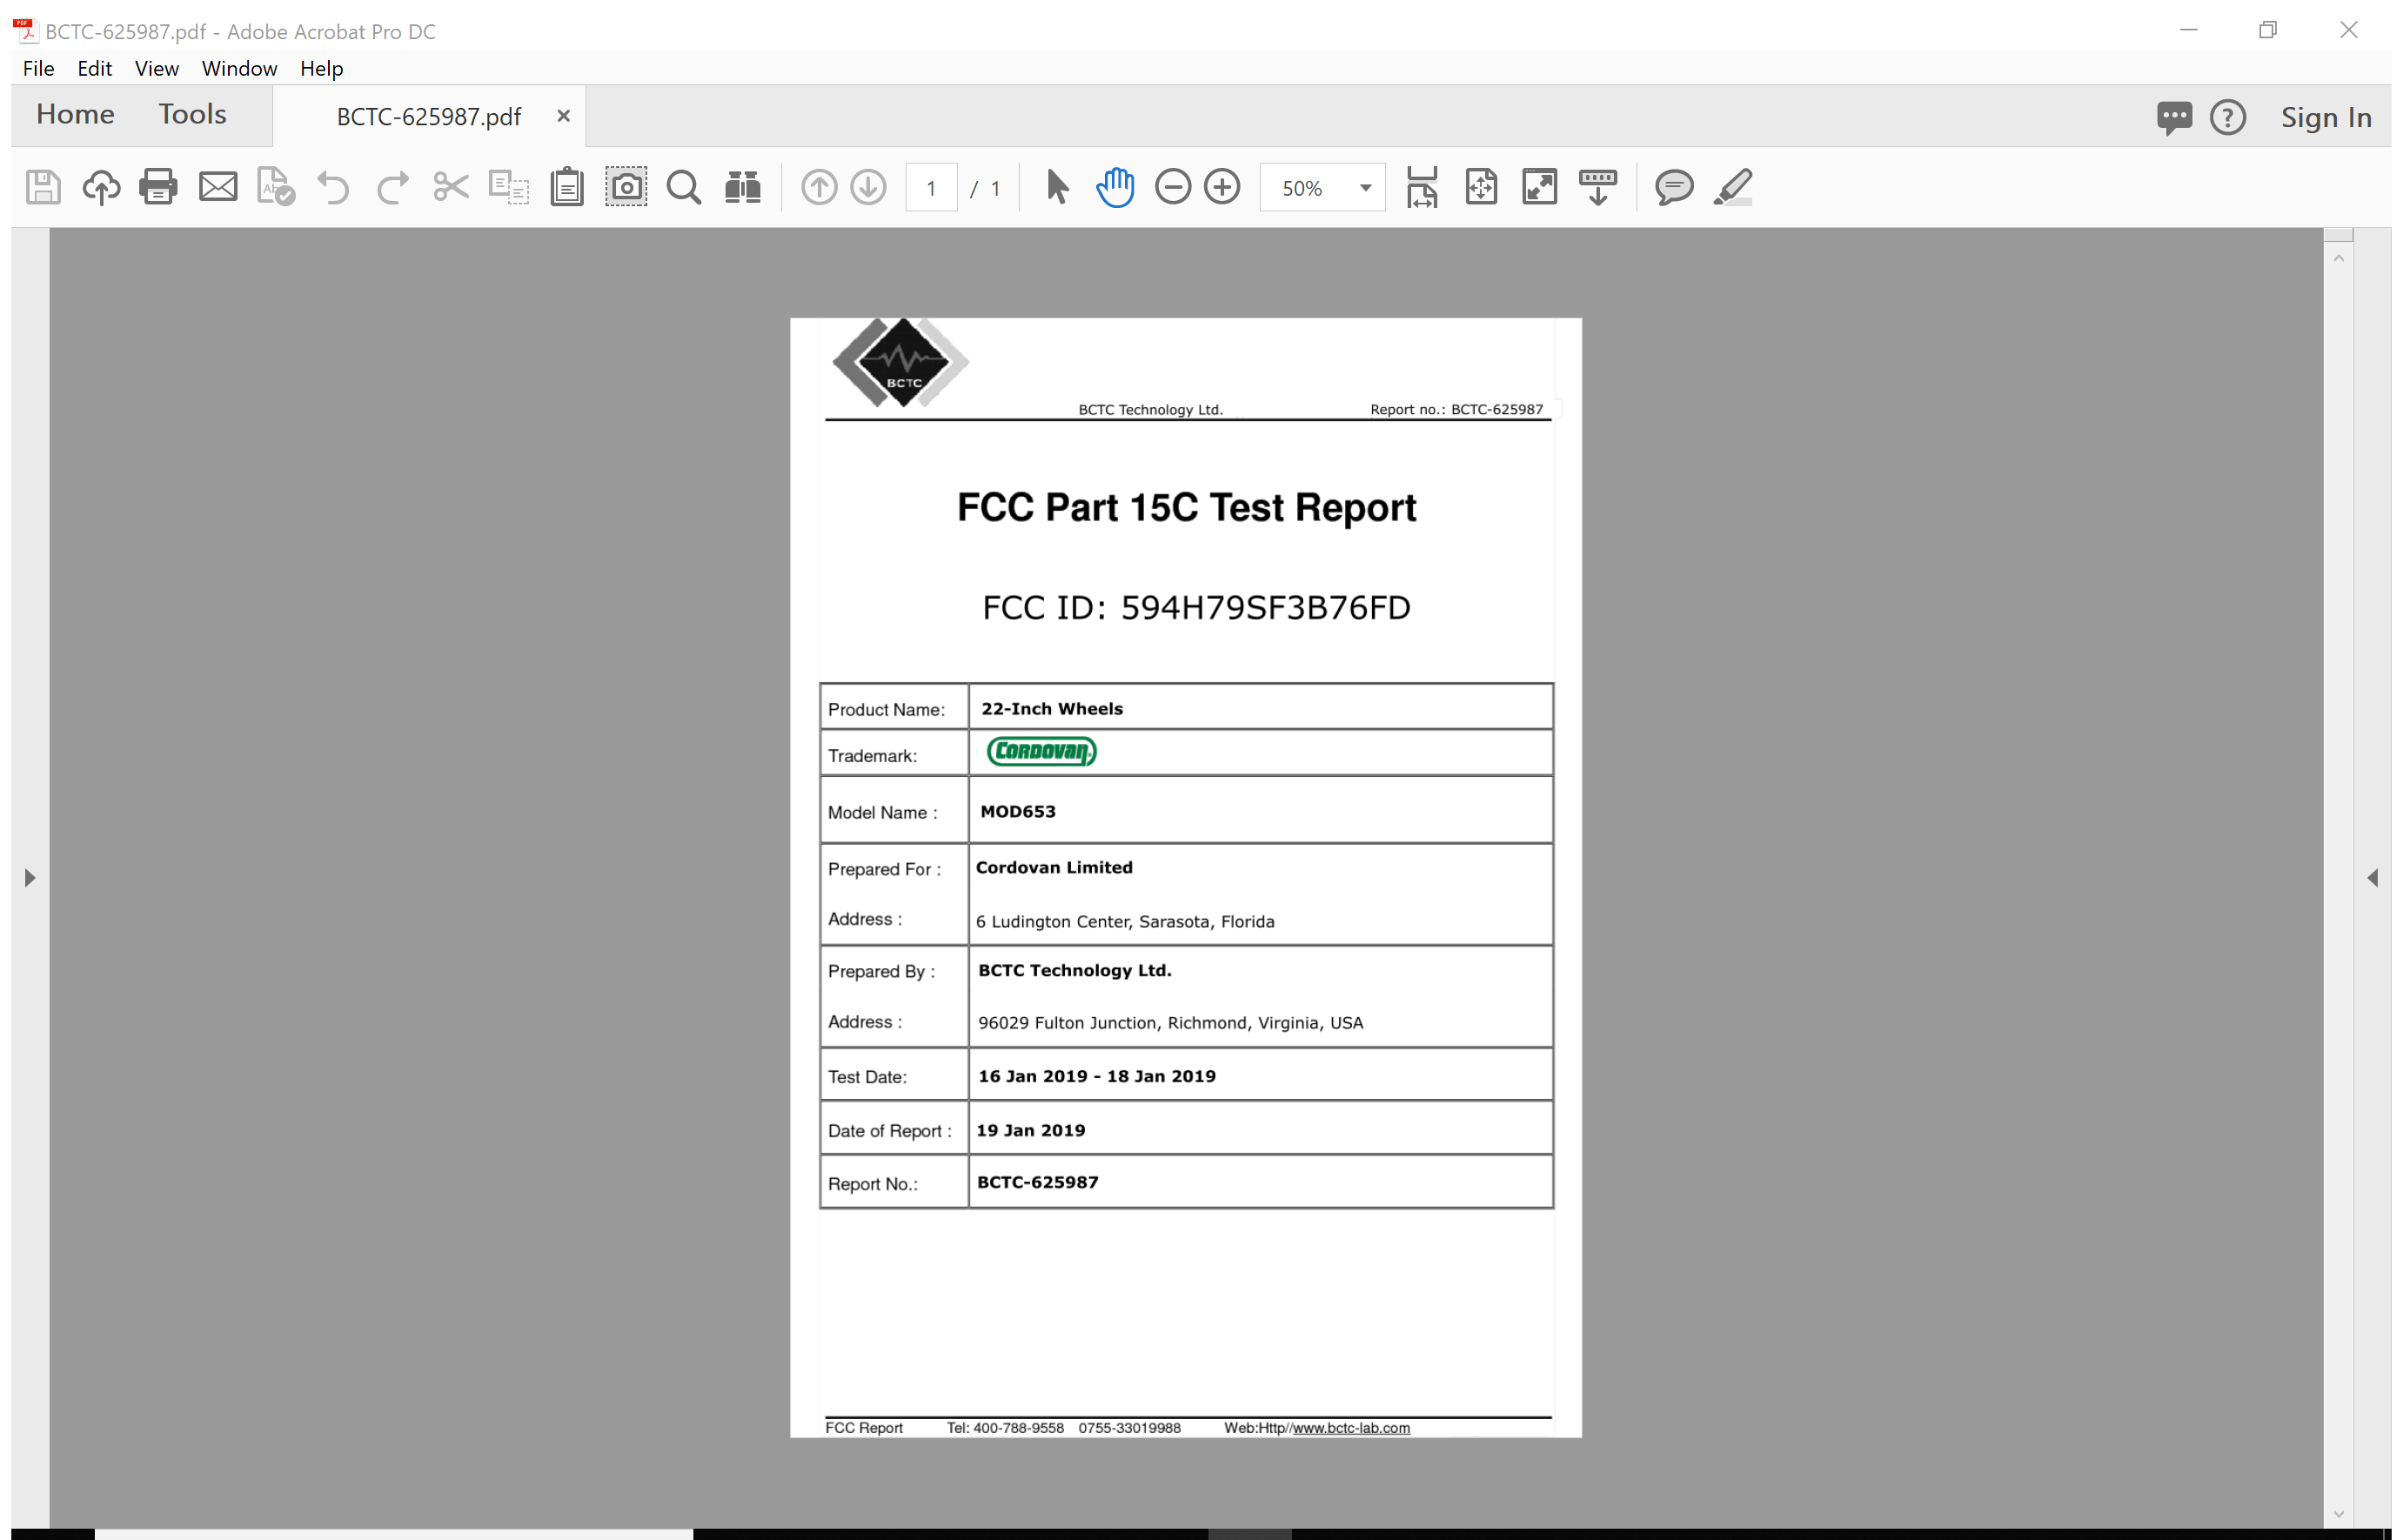 BCTC-625987.pdf - Adobe Acrobat Pro DC
File Edit View Window Help
Home Tools BCTC-625987.pdf × Sign In
1 / 1 50%
BCTC
BCTC Technology Ltd. Report no.: BCTC-625987
FCC Part 15C Test Report
FCC ID: 594H79SF3B76FD
Product Name: 22-Inch Wheels
Trademark: Cordovan
Model Name : MOD653
Prepared For : Cordovan Limited
Address : 6 Ludington Center, Sarasota, Florida
Prepared By : BCTC Technology Ltd.
Address : 96029 Fulton Junction, Richmond, Virginia, USA
Test Date: 16 Jan 2019 - 18 Jan 2019
Date of Report : 19 Jan 2019
Report No.: BCTC-625987
FCC Report Tel: 400-788-9558 0755-33019988 Web:Http//www.bctc-lab.com